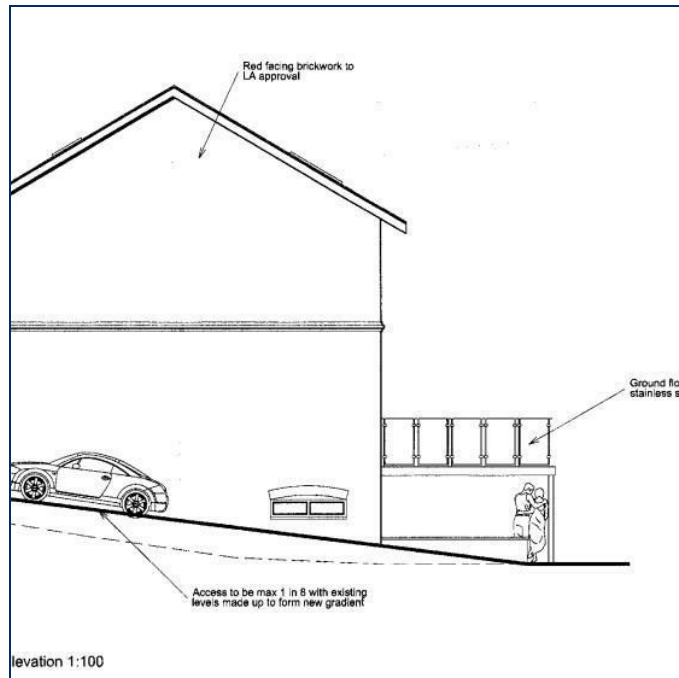 Red facing brickwork to
LA approval
Ground flo
stainless s
Access to be max 1 in 8 with existing
levels made up to form new gradient
levation 1:100